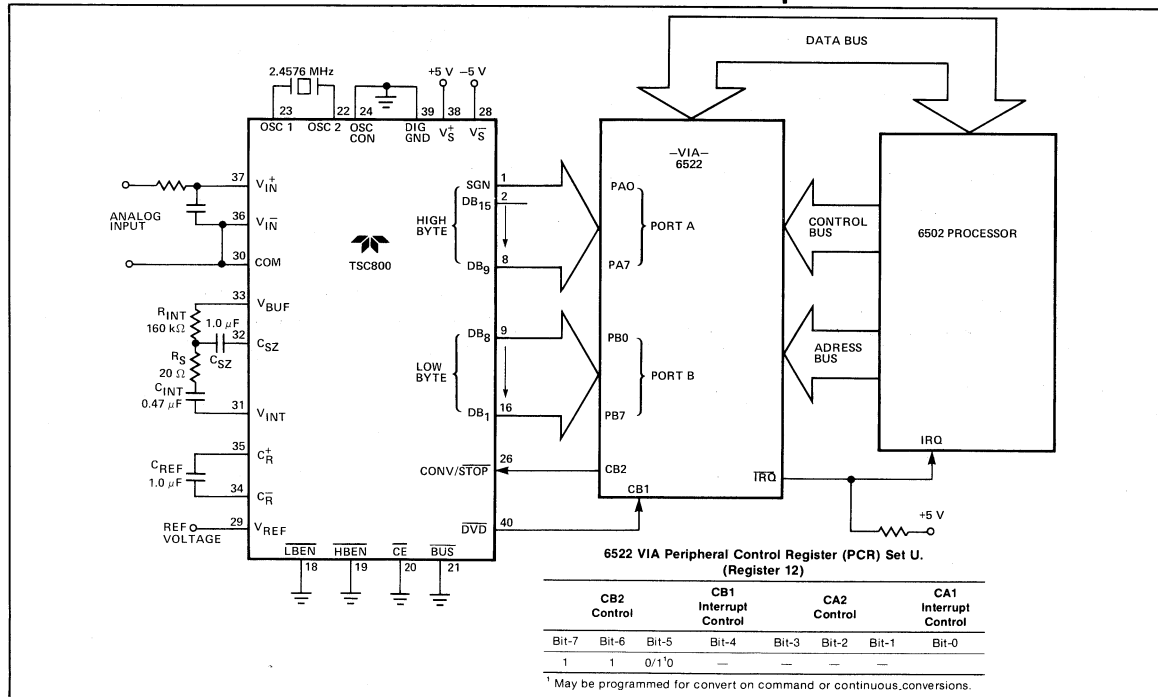 DATA BUS
2.4576 MHz
+5 V −5 V
23 22 24 39 38 28
OSC 1 OSC 2 OSC CON DIG GND V+S V−S
–VIA–
6522
6502 PROCESSOR
37 V+IN
ANALOG INPUT
36 V−IN
30 COM
TSC800
SGN 1
DB15 2
HIGH BYTE
DB9 8
PA0
PORT A
PA7
CONTROL BUS
33 VBUF
RINT
160 kΩ
1.0 µF
32 CSZ
CSZ
RS
20 Ω
CINT
0.47 µF
31 VINT
DB8 9
LOW BYTE
DB1 16
PB0
PORT B
PB7
ADRESS BUS
35 C+R
CREF
1.0 µF
34 C−R
CONV/STOP 26
CB2
CB1
IRQ
IRQ
+5 V
REF VOLTAGE
29 VREF
DVD 40
LBEN HBEN CE BUS
18 19 20 21
6522 VIA Peripheral Control Register (PCR) Set U.
(Register 12)
CB2 Control CB1 Interrupt Control CA2 Control CA1 Interrupt Control
Bit-7 Bit-6 Bit-5 Bit-4 Bit-3 Bit-2 Bit-1 Bit-0
1 1 0/1¹0 — — — —
¹ May be programmed for convert on command or continuous conversions.